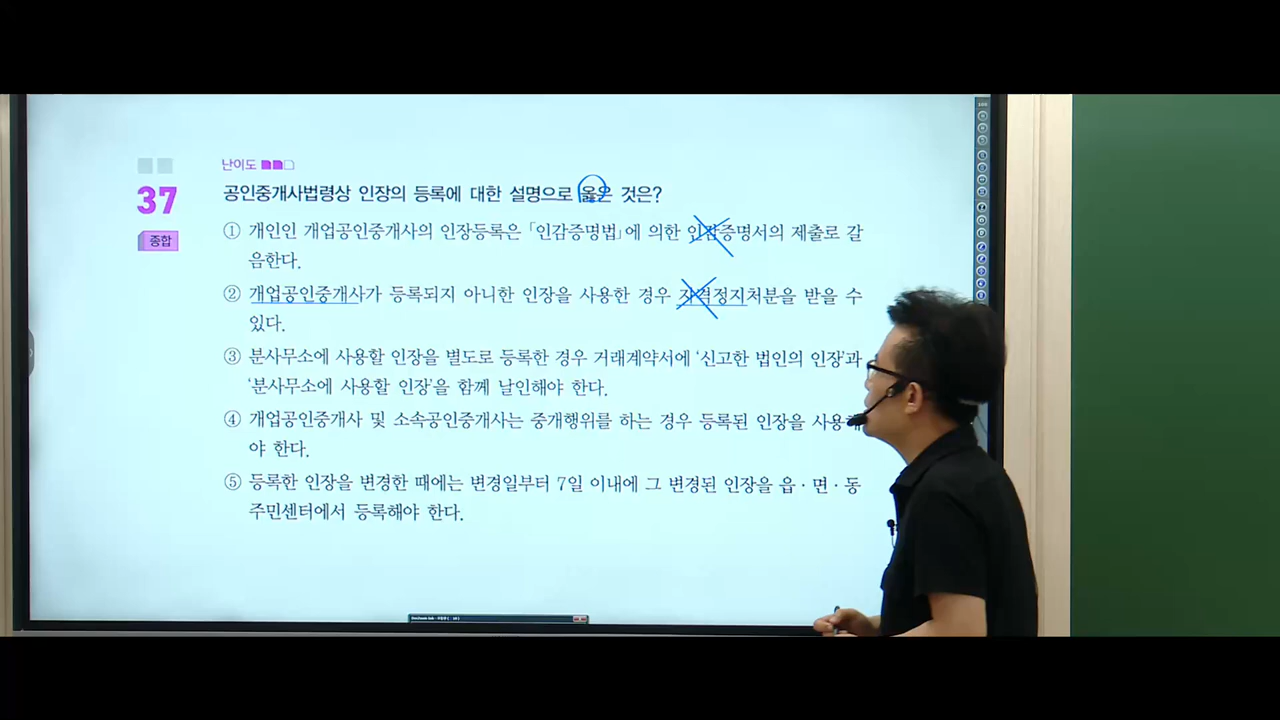 난이도
37
공인중개사법령상 인장의 등록에 대한 설명으로 옳은 것은?
종합
① 개인인 개업공인중개사의 인장등록은 「인감증명법」에 의한 인감증명서의 제출로 갈
음한다.
② 개업공인중개사가 등록되지 아니한 인장을 사용한 경우 자격정지처분을 받을 수
있다.
③ 분사무소에 사용할 인장을 별도로 등록한 경우 거래계약서에 ‘신고한 법인의 인장’과
‘분사무소에 사용할 인장’을 함께 날인해야 한다.
④ 개업공인중개사 및 소속공인중개사는 중개행위를 하는 경우 등록된 인장을 사용해
야 한다.
⑤ 등록한 인장을 변경한 때에는 변경일부터 7일 이내에 그 변경된 인장을 읍·면·동
주민센터에서 등록해야 한다.